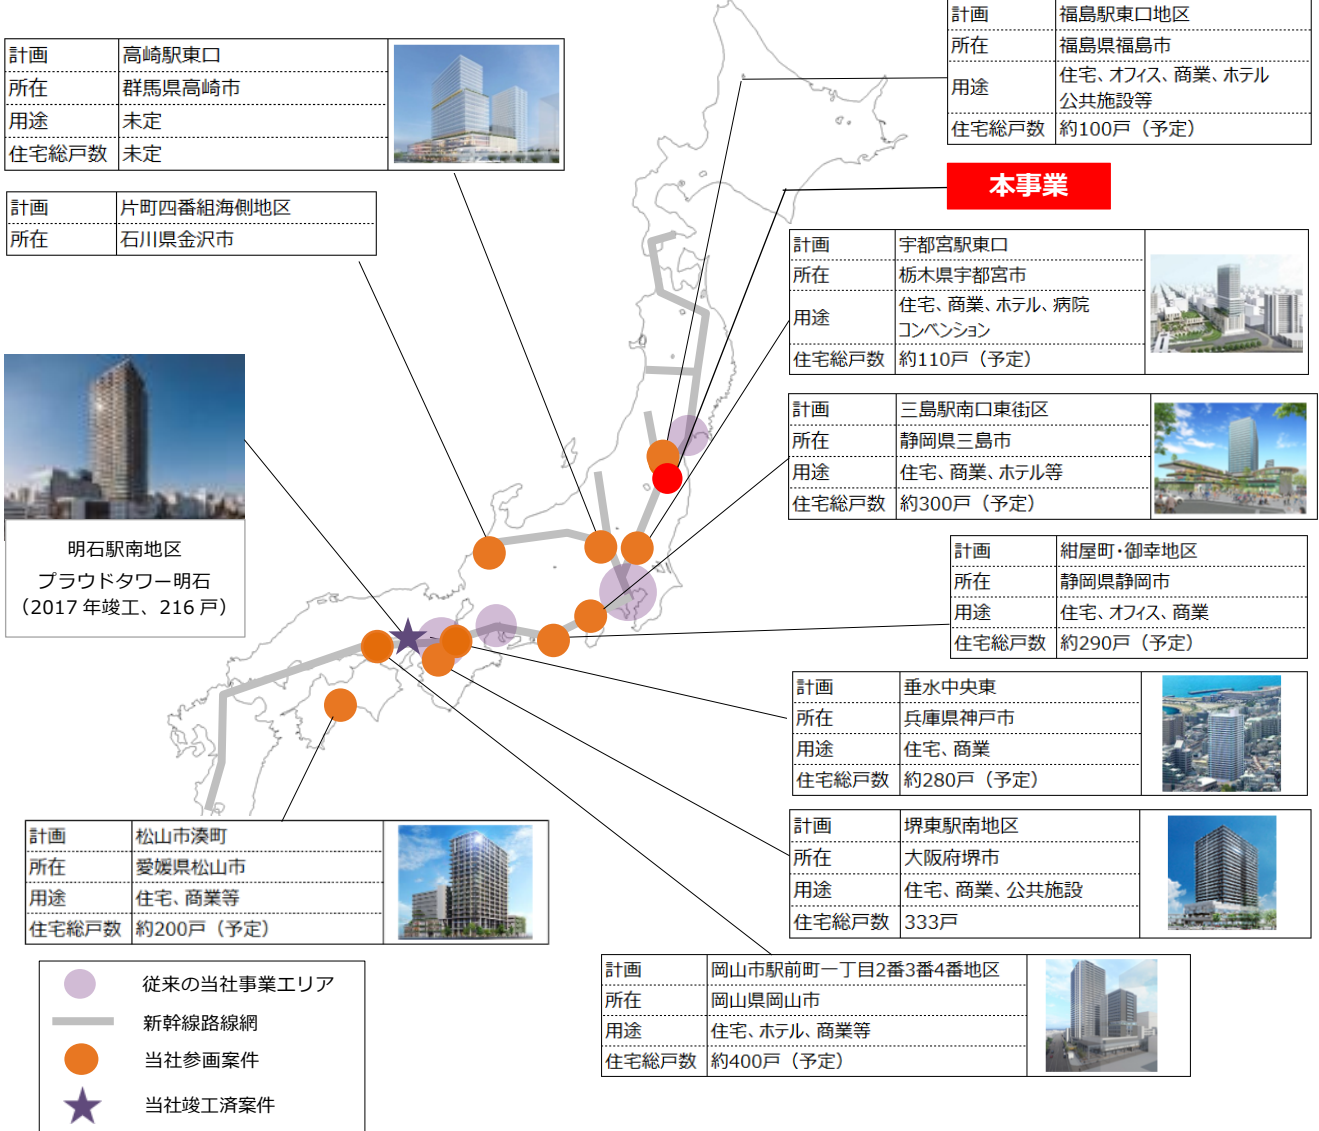 計画 高崎駅東口
所在 群馬県高崎市
用途 未定
住宅総戸数 未定
計画 片町四番組海側地区
所在 石川県金沢市
明石駅南地区
プラウドタワー明石
（2017 年竣工、216 戸）
計画 福島駅東口地区
所在 福島県福島市
用途 住宅、オフィス、商業、ホテル
公共施設等
住宅総戸数 約100戸（予定）
本事業
計画 宇都宮駅東口
所在 栃木県宇都宮市
用途 住宅、商業、ホテル、病院
コンベンション
住宅総戸数 約110戸（予定）
計画 三島駅南口東街区
所在 静岡県三島市
用途 住宅、商業、ホテル等
住宅総戸数 約300戸（予定）
計画 紺屋町・御幸地区
所在 静岡県静岡市
用途 住宅、オフィス、商業
住宅総戸数 約290戸（予定）
計画 垂水中央東
所在 兵庫県神戸市
用途 住宅、商業
住宅総戸数 約280戸（予定）
計画 堺東駅南地区
所在 大阪府堺市
用途 住宅、商業、公共施設
住宅総戸数 333戸
計画 松山市湊町
所在 愛媛県松山市
用途 住宅、商業等
住宅総戸数 約200戸（予定）
計画 岡山市駅前町一丁目2番3番4番地区
所在 岡山県岡山市
用途 住宅、ホテル、商業等
住宅総戸数 約400戸（予定）
従来の当社事業エリア
新幹線路線網
当社参画案件
当社竣工済案件